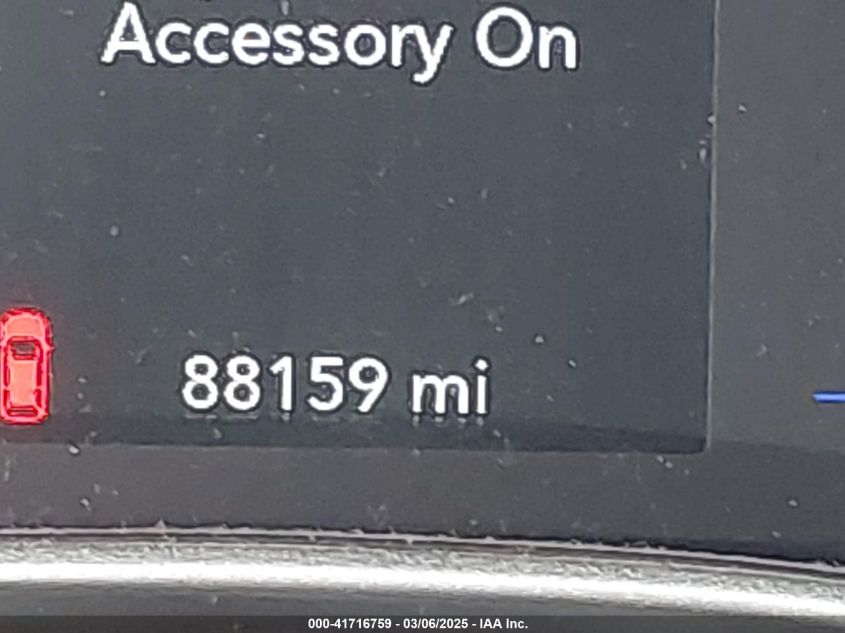 Accessory On
88159 mi
000-41716759 - 03/06/2025 - IAA Inc.